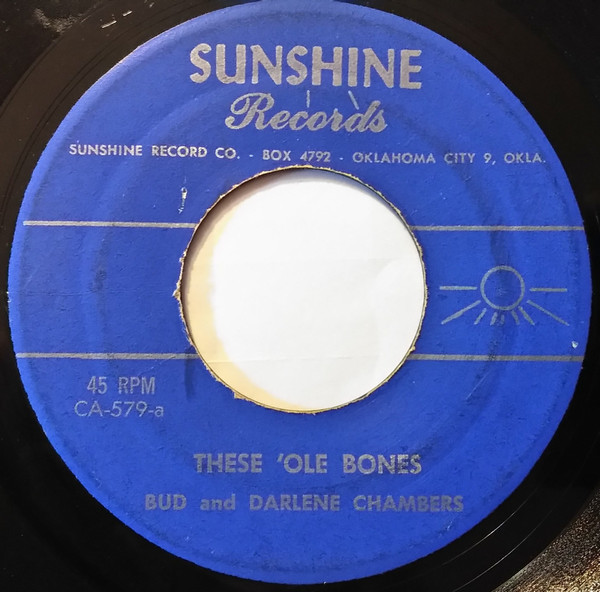 SUNSHINE
Records
SUNSHINE RECORD CO. - BOX 4792 - OKLAHOMA CITY 9, OKLA.
45 RPM
CA-579-a
THESE 'OLE BONES
BUD and DARLENE CHAMBERS